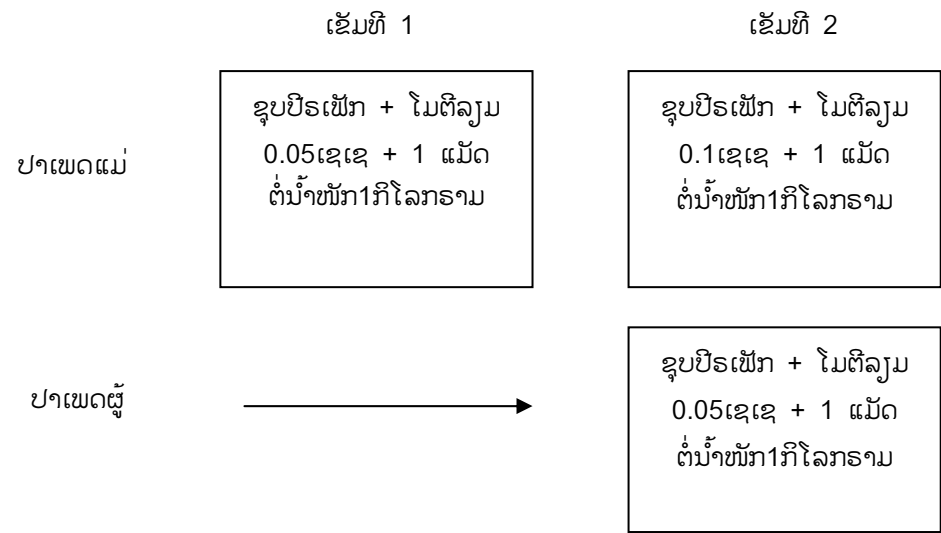 ເຂັມທີ 1
ເຂັມທີ 2
ປາເພດແມ່
ຊຸບປີຣເຟັກ + ໂມຕີລຽມ
0.05ເຊເຊ + 1 ແມັດ
ຕໍ່ນ້ຳໜັກ1ກິໂລກຣາມ
ຊຸບປີຣເຟັກ + ໂມຕີລຽມ
0.1ເຊເຊ + 1 ແມັດ
ຕໍ່ນ້ຳໜັກ1ກິໂລກຣາມ
ປາເພດຜູ້
ຊຸບປີຣເຟັກ + ໂມຕີລຽມ
0.05ເຊເຊ + 1 ແມັດ
ຕໍ່ນ້ຳໜັກ1ກິໂລກຣາມ